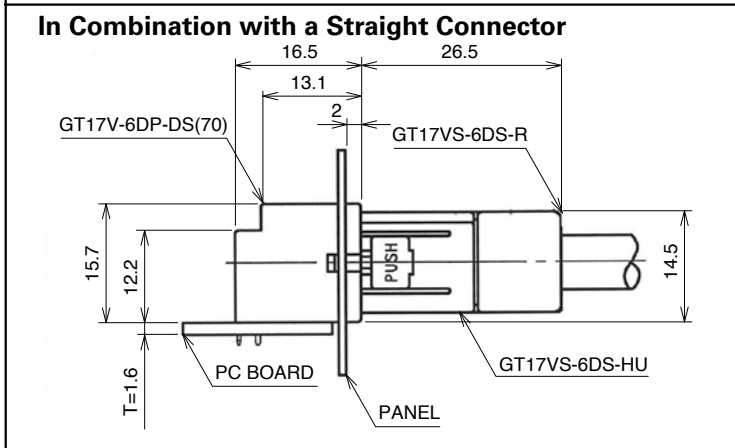 In Combination with a Straight Connector
16.5
26.5
13.1
2
GT17V-6DP-DS(70)
GT17VS-6DS-R
15.7
12.2
PUSH
14.5
T=1.6
PC BOARD
GT17VS-6DS-HU
PANEL